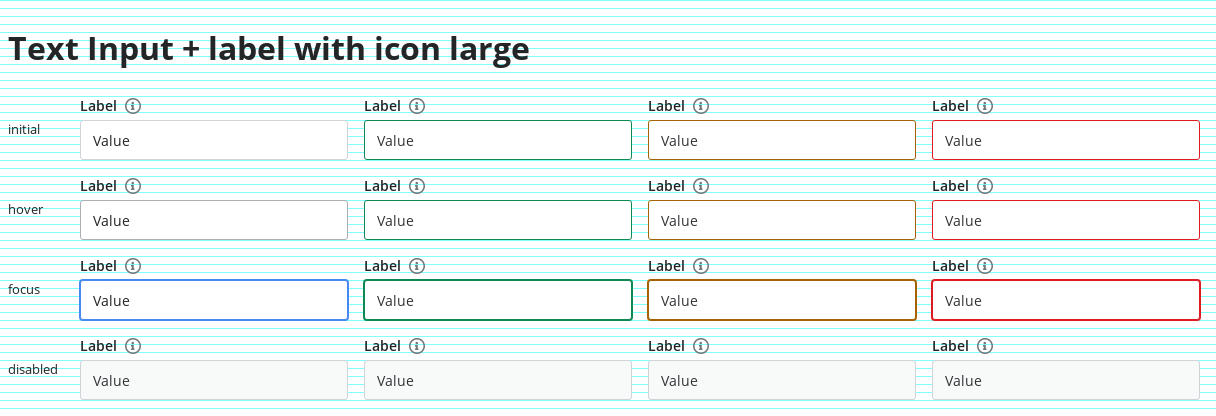 Text Input + label with icon large
Label Label Label Label
initial Value Value Value Value
Label Label Label Label
hover Value Value Value Value
Label Label Label Label
focus Value Value Value Value
Label Label Label Label
disabled Value Value Value Value